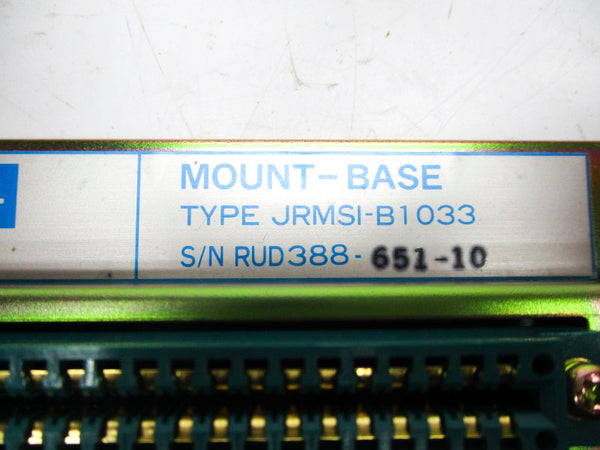 MOUNT-BASE
TYPE JRMSI-B1033
S/N RUD388-651-10